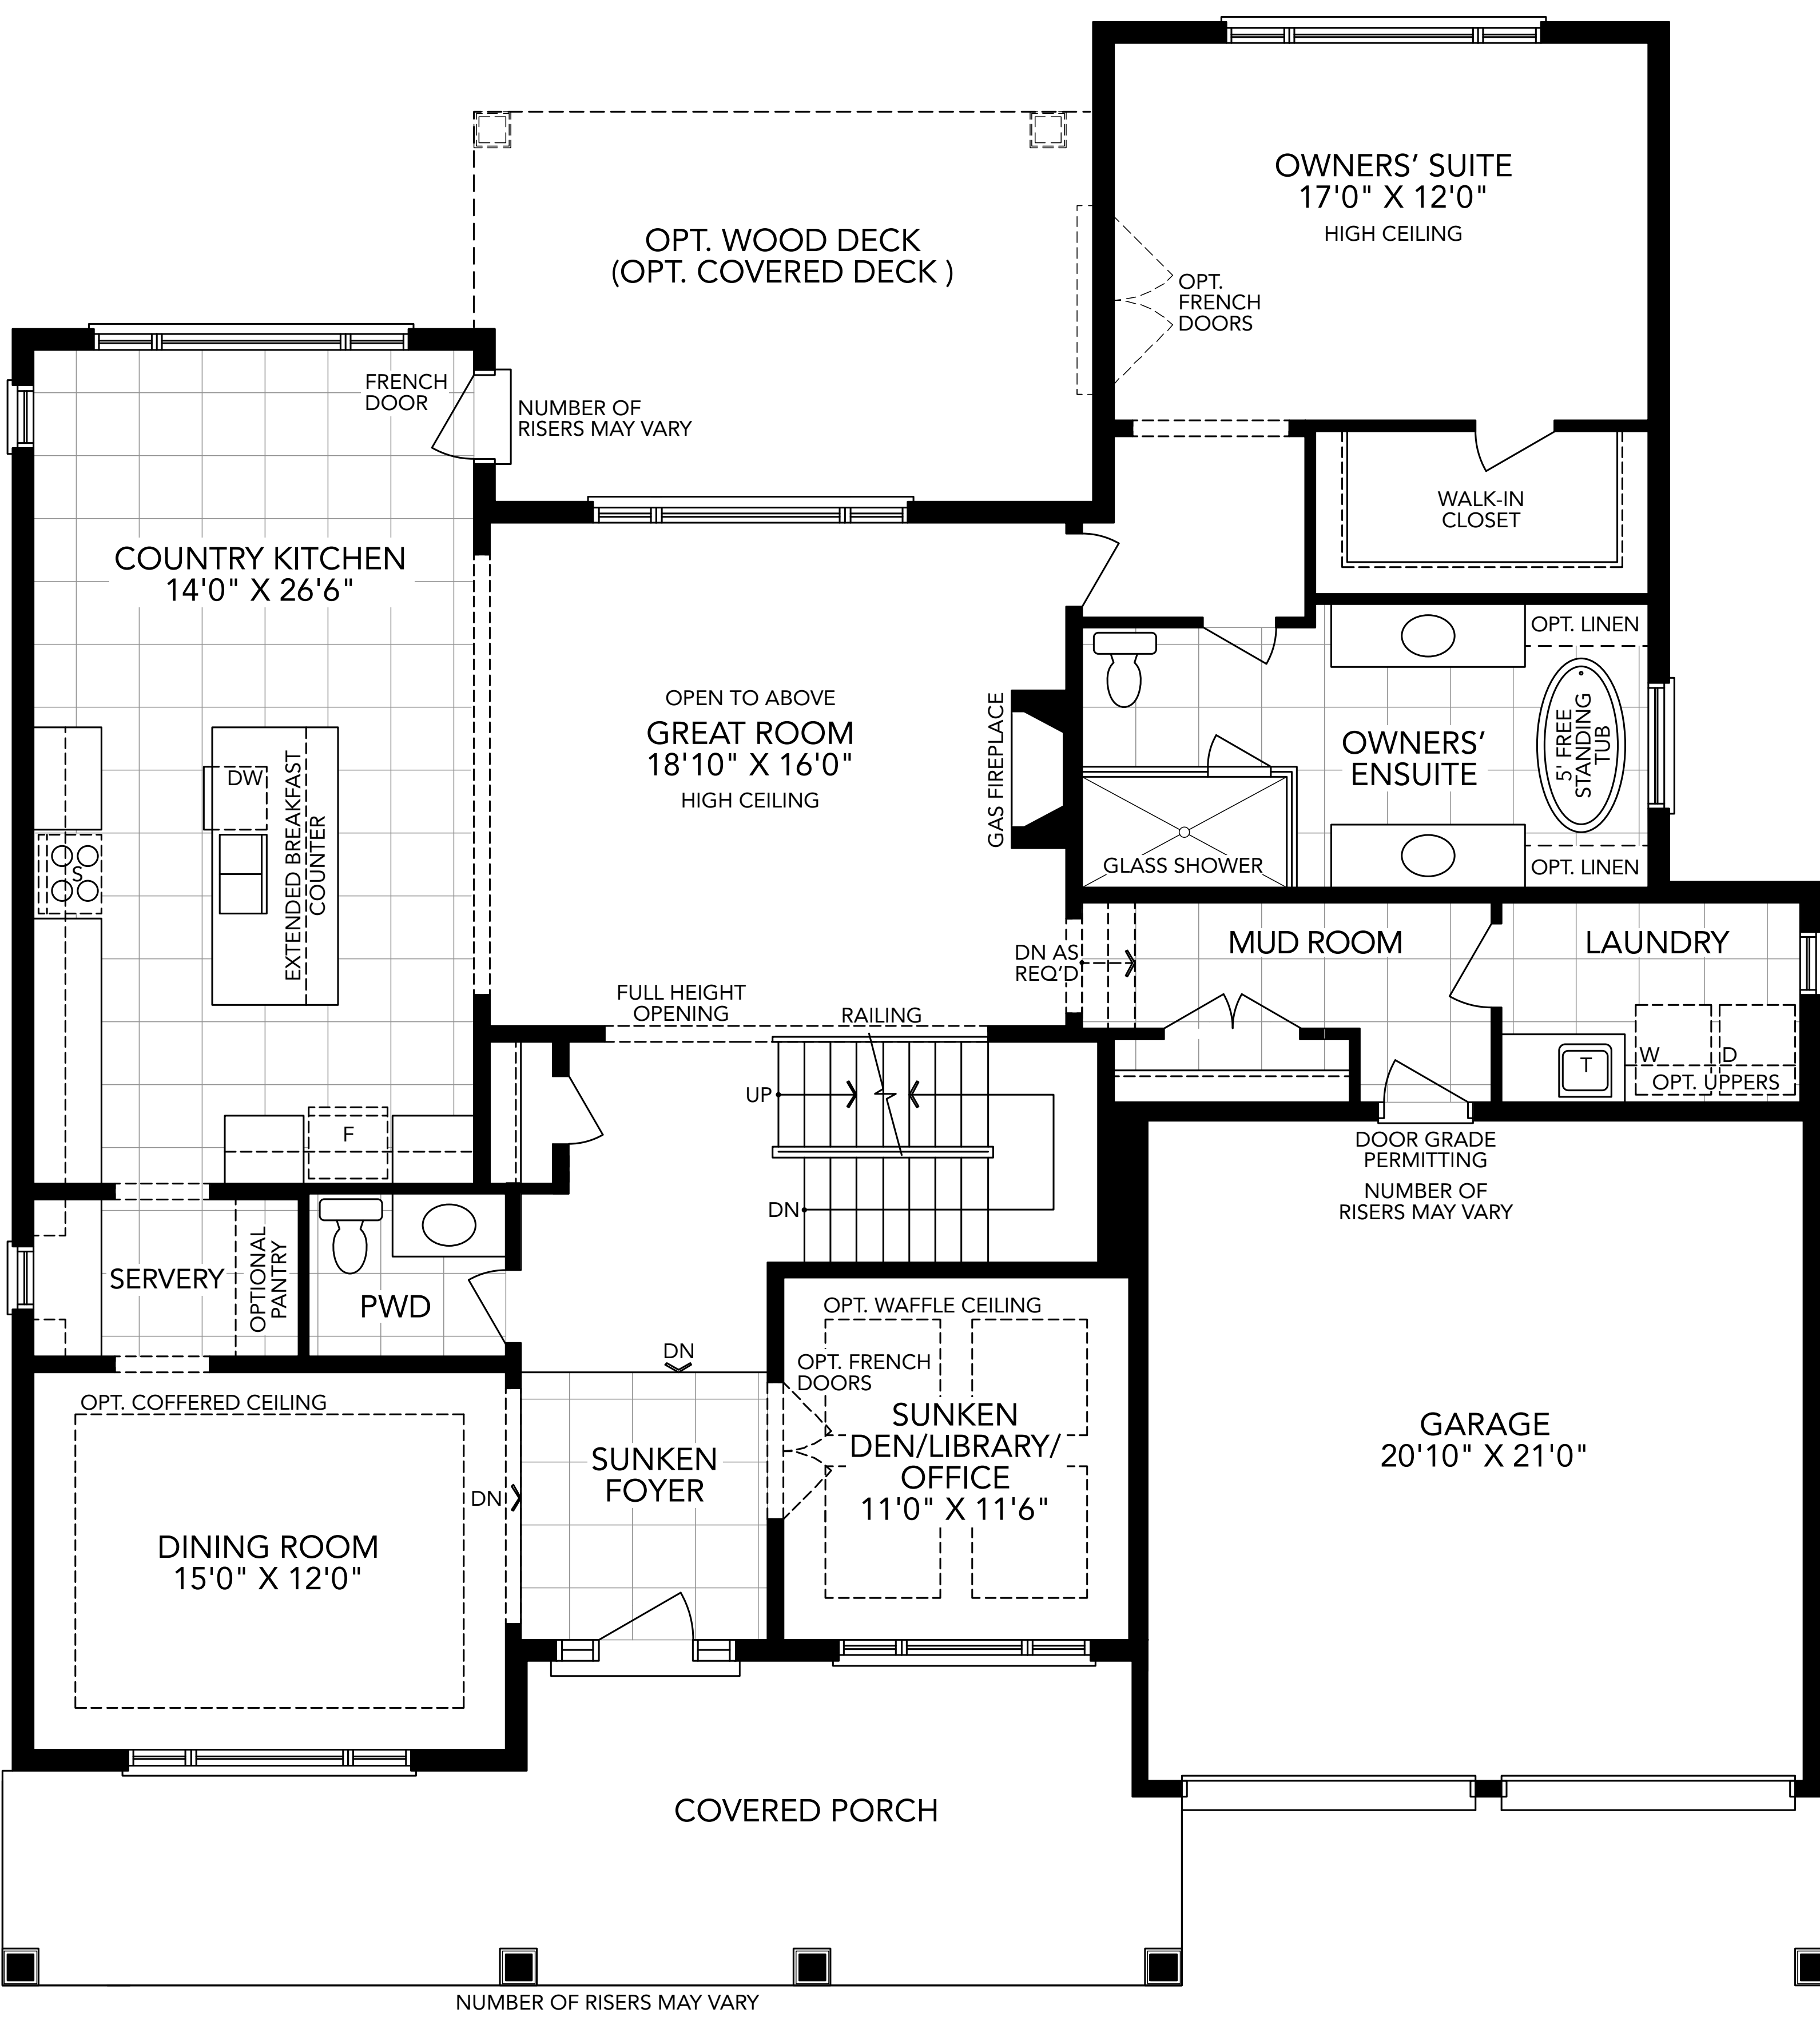 OWNERS’ SUITE
17'0" X 12'0"
HIGH CEILING
OPT. WOOD DECK
(OPT. COVERED DECK )
OPT.
FRENCH
DOORS
FRENCH
DOOR
NUMBER OF
RISERS MAY VARY
WALK-IN
CLOSET
COUNTRY KITCHEN
14'0" X 26'6"
OPT. LINEN
OPEN TO ABOVE
GREAT ROOM
18'10" X 16'0"
HIGH CEILING
GAS FIREPLACE
OWNERS’
ENSUITE
5' FREE
STANDING
TUB
GLASS SHOWER
OPT. LINEN
DW
EXTENDED BREAKFAST
COUNTER
S
DN AS
REQ’D
MUD ROOM
LAUNDRY
FULL HEIGHT
OPENING
RAILING
UP
W
D
T
OPT. UPPERS
F
DOOR GRADE
PERMITTING
NUMBER OF
RISERS MAY VARY
DN
SERVERY
OPTIONAL
PANTRY
PWD
DN
OPT. WAFFLE CEILING
OPT. FRENCH
DOORS
OPT. COFFERED CEILING
SUNKEN
FOYER
SUNKEN
DEN/LIBRARY/
OFFICE
11'0" X 11'6"
GARAGE
20'10" X 21'0"
DN
DINING ROOM
15'0" X 12'0"
COVERED PORCH
NUMBER OF RISERS MAY VARY